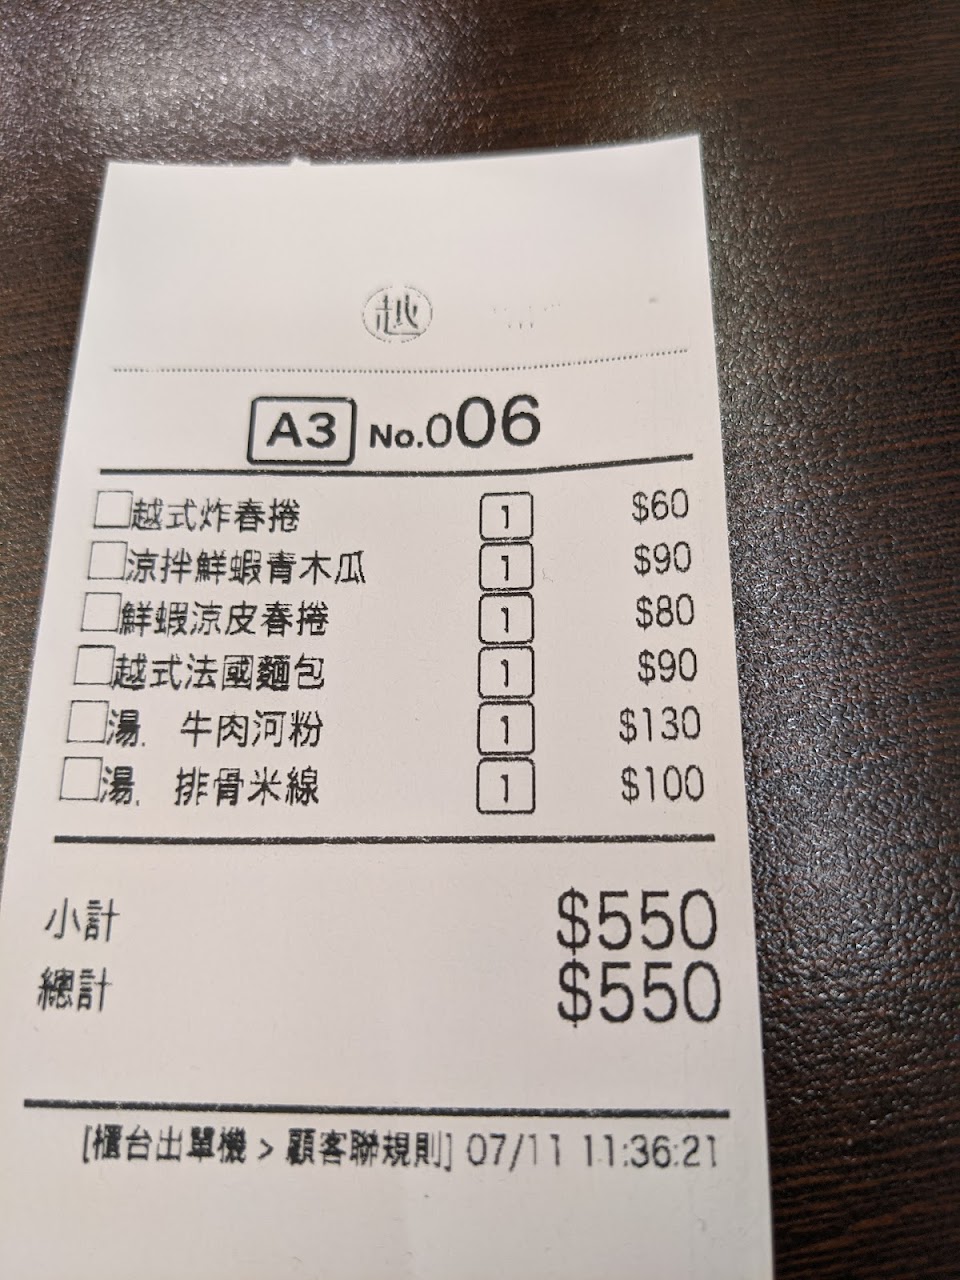 越
A3 No.006
越式炸春捲 1 $60
涼拌鮮蝦青木瓜 1 $90
鮮蝦涼皮春捲 1 $80
越式法國麵包 1 $90
湯. 牛肉河粉 1 $130
湯. 排骨米線 1 $100
小計 $550
總計 $550
[櫃台出單機 > 顧客聯規則] 07/11 11:36:21